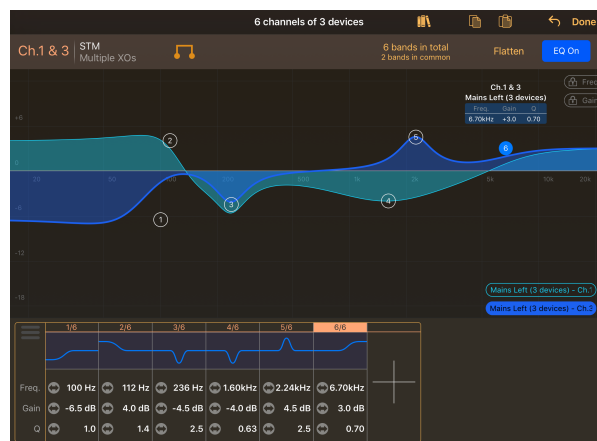 6 channels of 3 devices
Done
Ch.1 & 3
STM
Multiple XOs
6 bands in total
2 bands in common
Flatten
EQ On
Ch.1 & 3
Mains Left (3 devices)
Freq Gain Q
6.70kHz +3.0 0.70
Freq
Gain
+6
0
-6
-12
-18
20 50 100 200 500 1k 2k 5k 10k 20k
1 2 3 4 5 6
Mains Left (3 devices) - Ch.1
Mains Left (3 devices) - Ch.3
1/6 2/6 3/6 4/6 5/6 6/6
Freq. 100 Hz 112 Hz 236 Hz 1.60kHz 2.24kHz 6.70kHz
Gain -6.5 dB 4.0 dB -4.5 dB -4.0 dB 4.5 dB 3.0 dB
Q 1.0 1.4 2.5 0.63 2.5 0.70